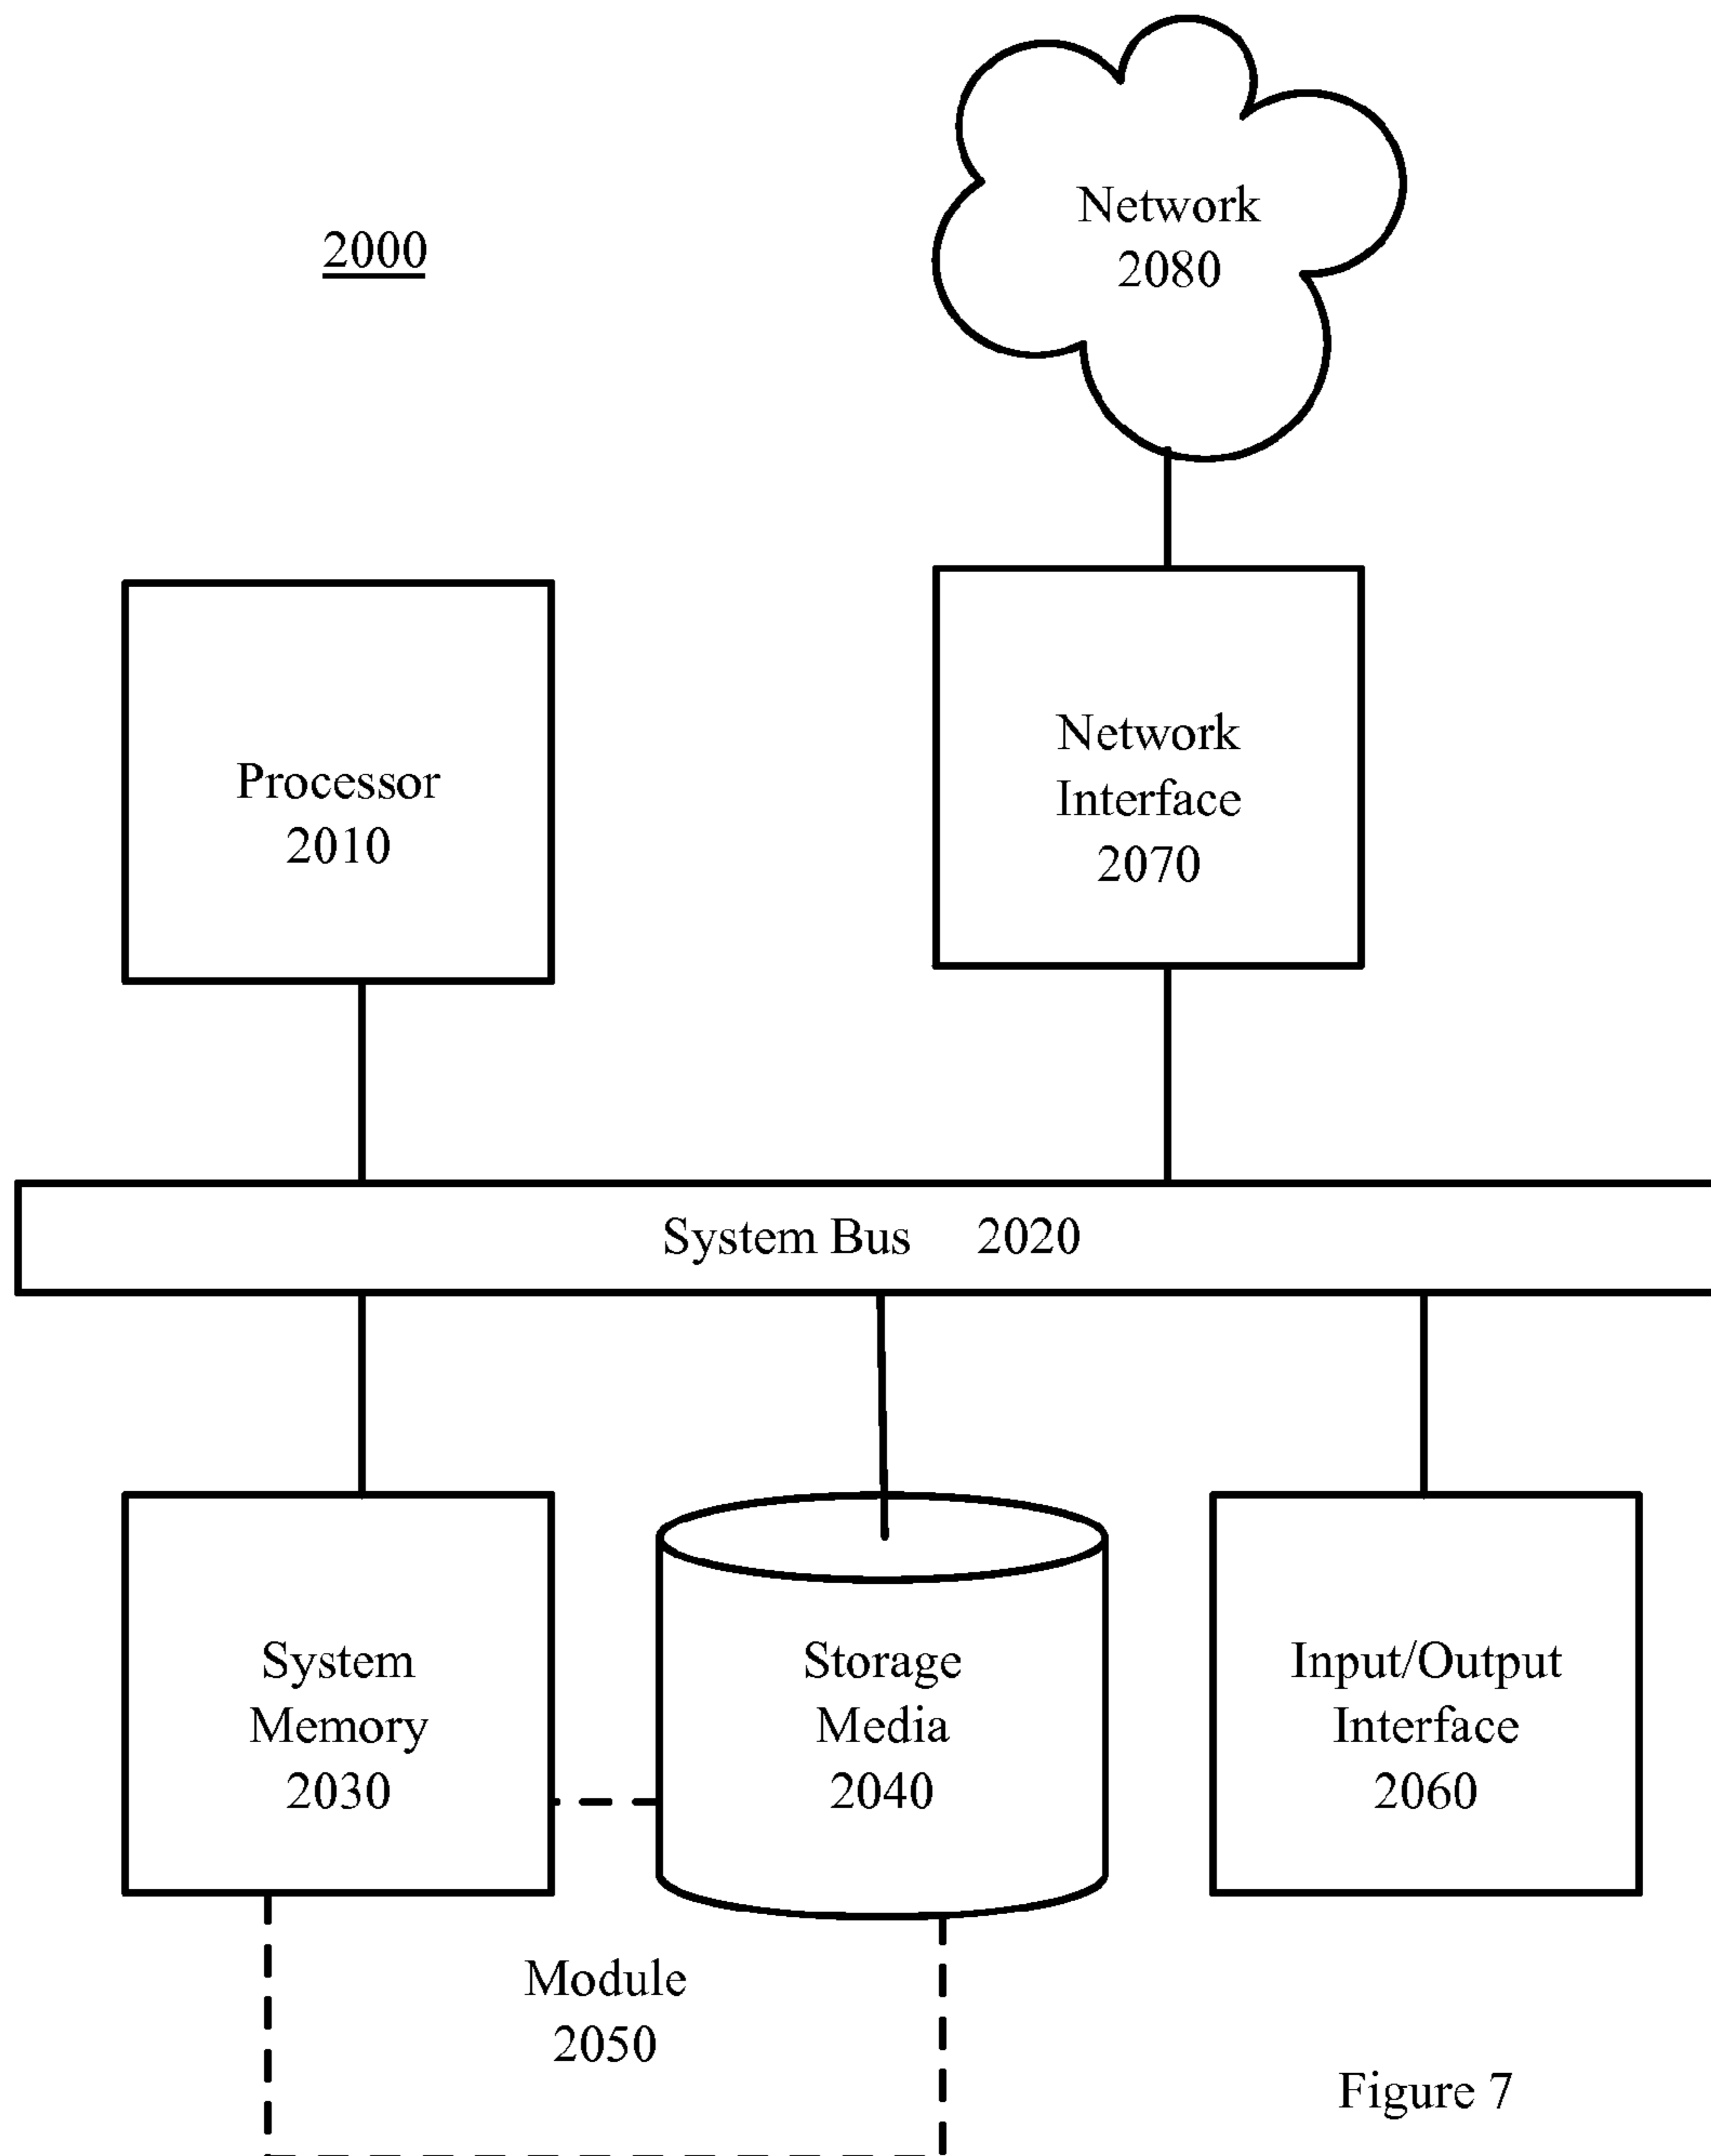 Network
2080
2000
Processor
2010
Network
Interface
2070
System Bus 2020
System
Memory
2030
Storage
Media
2040
Input/Output
Interface
2060
Module
2050
Figure 7